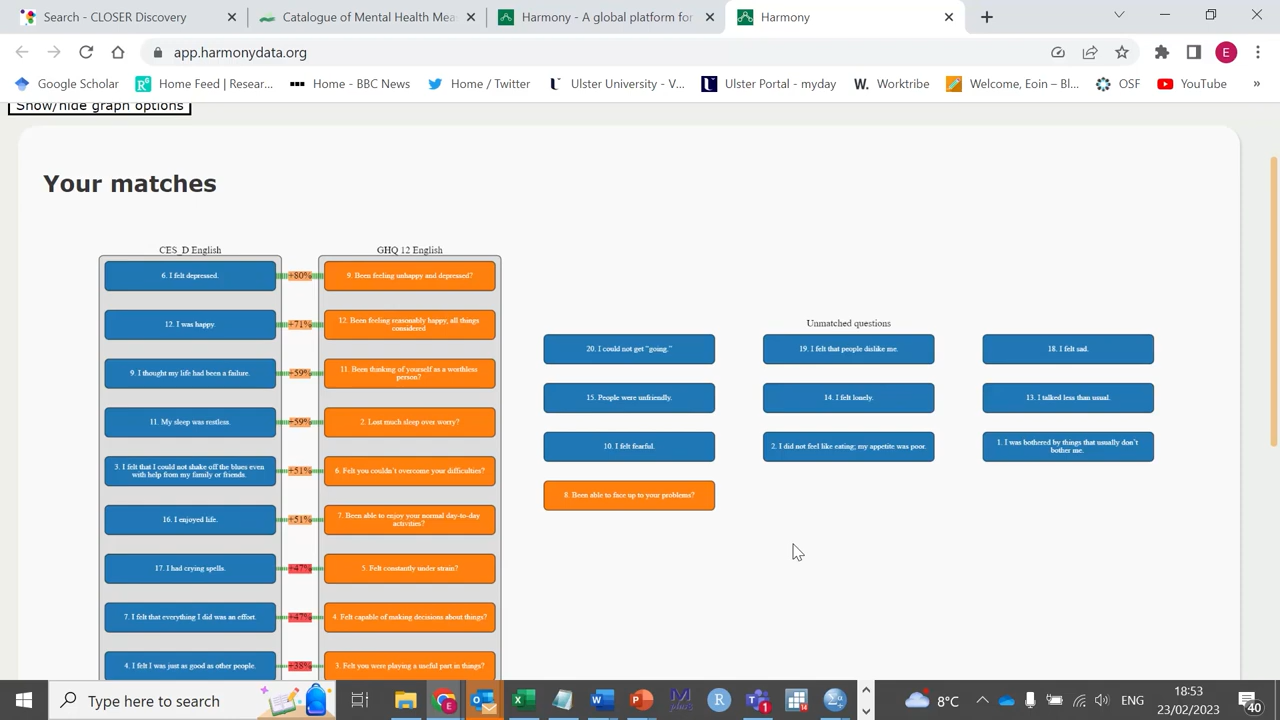 Search - CLOSER Discovery
Catalogue of Mental Health Mea
Harmony - A global platform for
Harmony
app.harmonydata.org
E
Google Scholar
Home Feed | Resear...
Home - BBC News
Home / Twitter
Ulster University - V...
Ulster Portal - myday
W. Worktribe
Welcome, Eoin – Bl...
OSF
YouTube
»
Show/hide graph options
Your matches
CES_D English
GHQ 12 English
6. I felt depressed.
+80%
9. Been feeling unhappy and depressed?
12. I was happy.
+71%
12. Been feeling reasonably happy, all things
considered
9. I thought my life had been a failure.
+59%
11. Been thinking of yourself as a worthless
person?
11. My sleep was restless.
+59%
2. Lost much sleep over worry?
3. I felt that I could not shake off the blues even
with help from my family or friends.
+51%
6. Felt you couldn't overcome your difficulties?
16. I enjoyed life.
+51%
7. Been able to enjoy your normal day-to-day
activities?
17. I had crying spells.
+47%
5. Felt constantly under strain?
7. I felt that everything I did was an effort.
+47%
4. Felt capable of making decisions about things?
4. I felt I was just as good as other people.
+38%
3. Felt you were playing a useful part in things?
Unmatched questions
20. I could not get "going."
19. I felt that people dislike me.
18. I felt sad.
15. People were unfriendly.
14. I felt lonely.
13. I talked less than usual.
10. I felt fearful.
2. I did not feel like eating; my appetite was poor.
1. I was bothered by things that usually don't
bother me.
8. Been able to face up to your problems?
Type here to search
8°C
ENG
18:53
23/02/2023
40